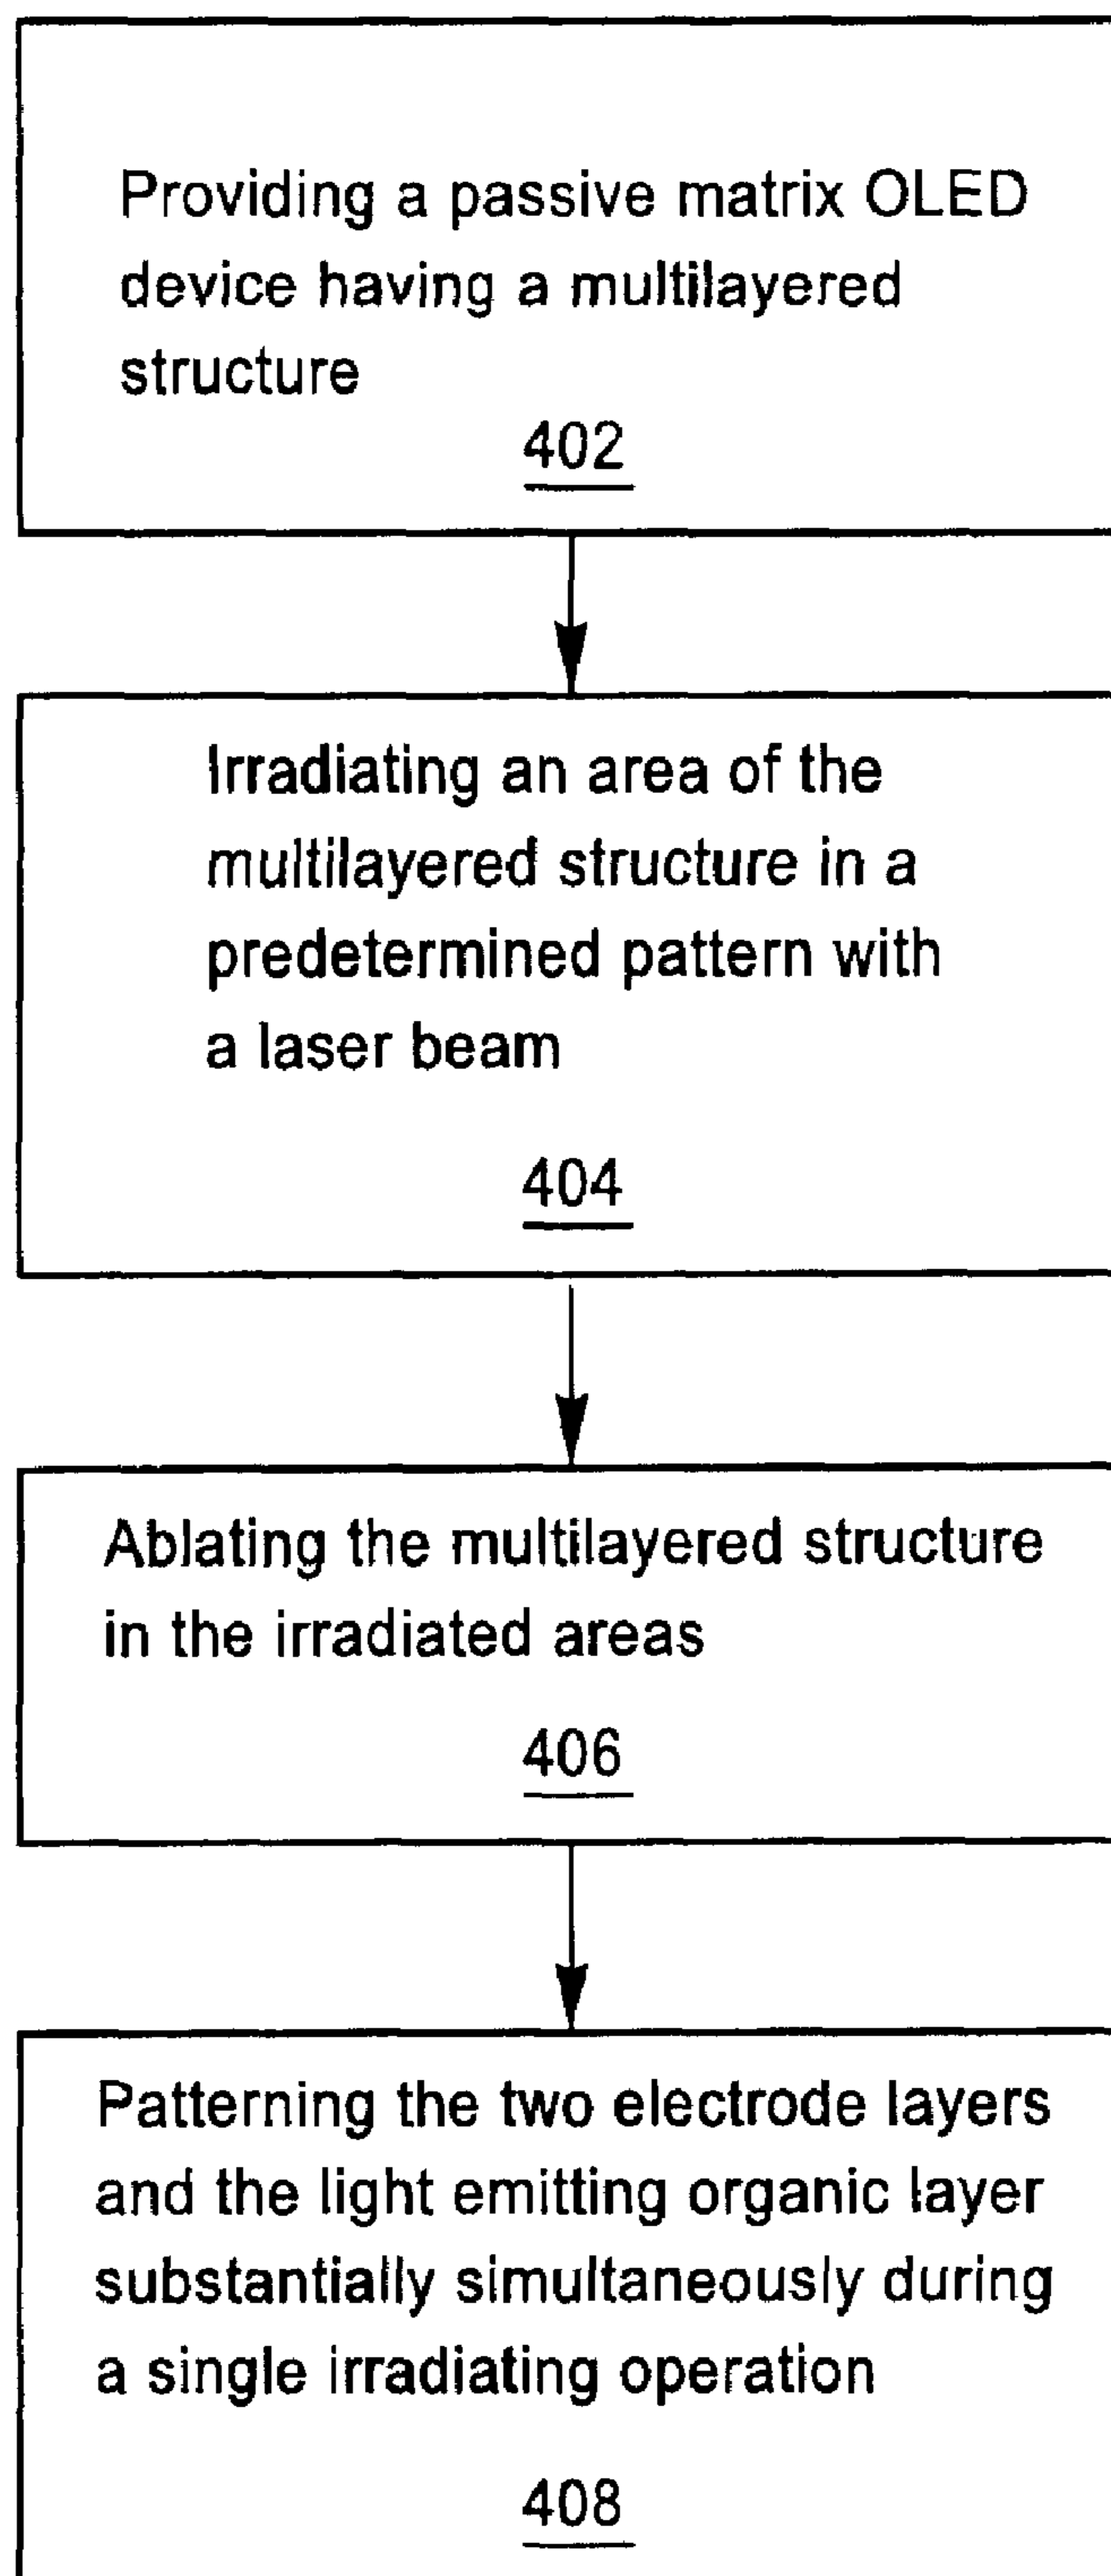 Providing a passive matrix OLED
device having a multilayered
structure
402
Irradiating an area of the
multilayered structure in a
predetermined pattern with
a laser beam
404
Ablating the multilayered structure
in the irradiated areas
406
Patterning the two electrode layers
and the light emitting organic layer
substantially simultaneously during
a single irradiating operation
408